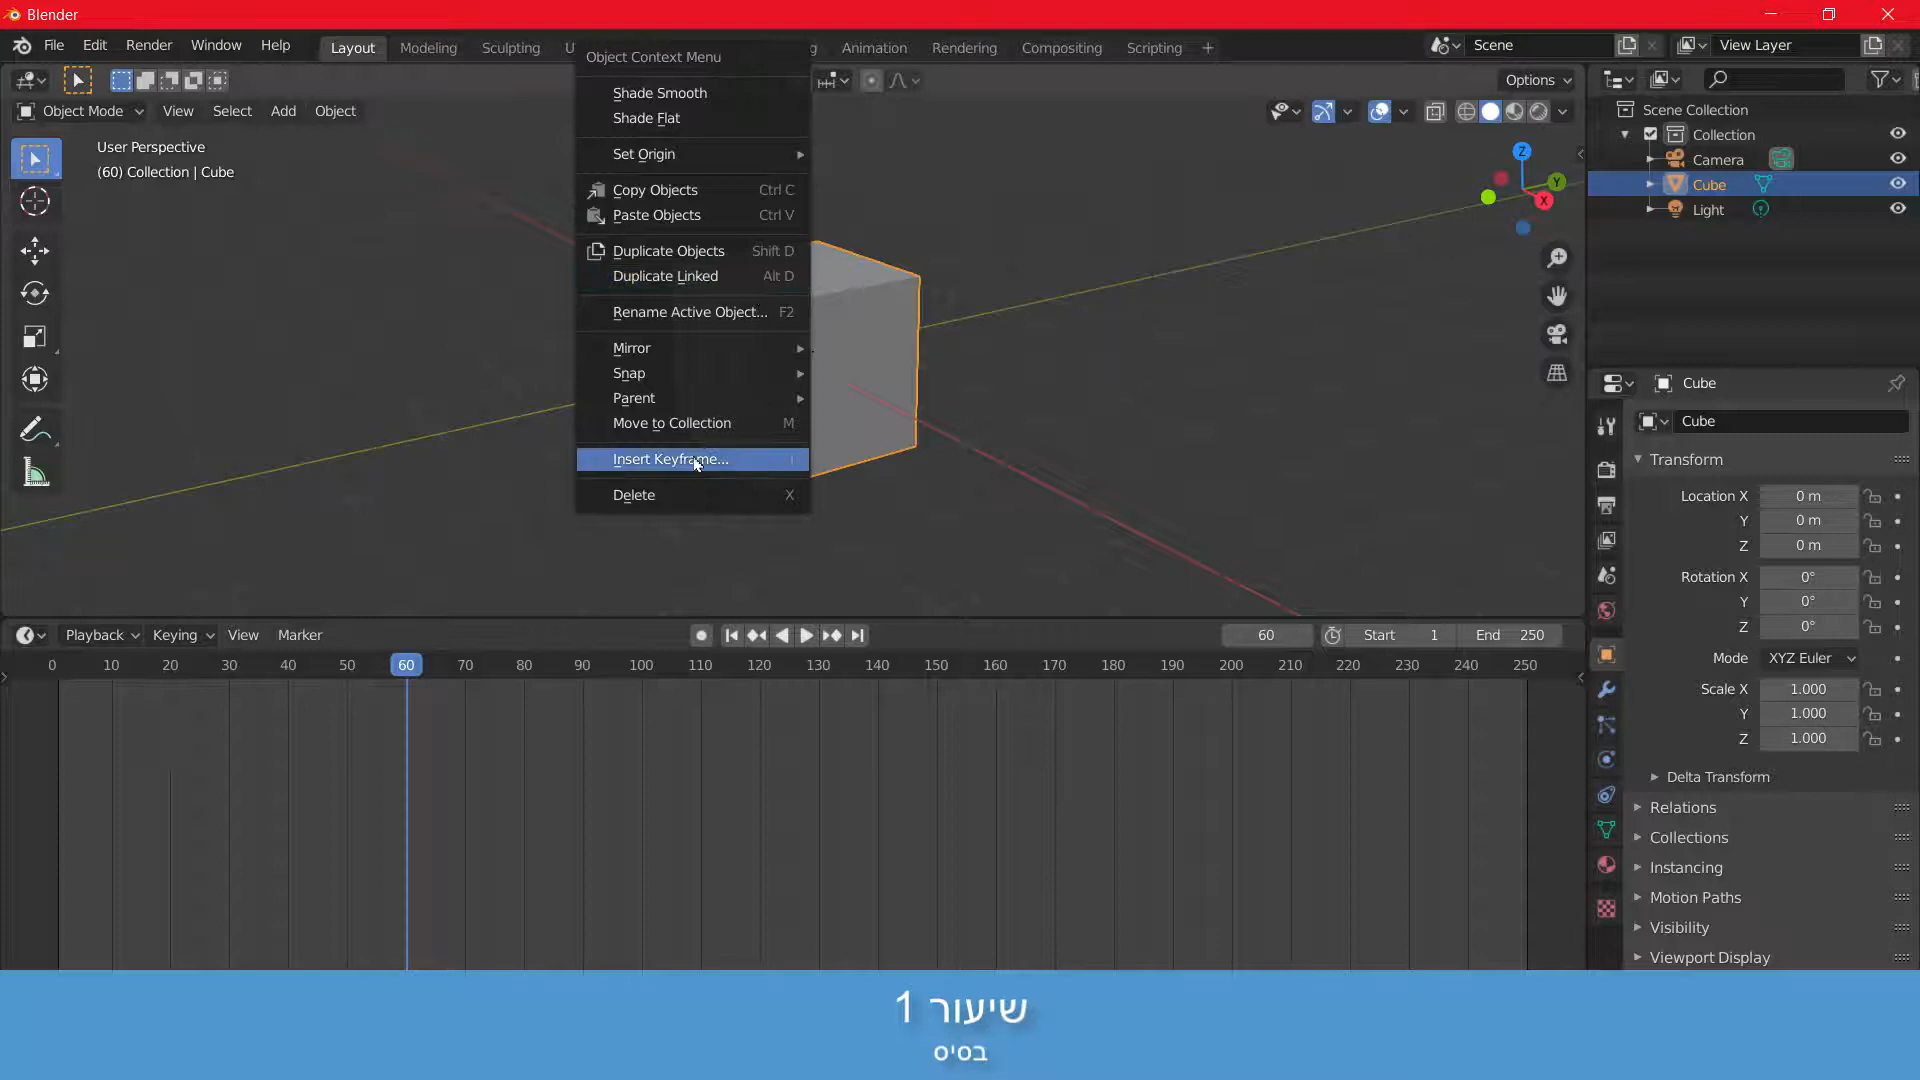 Blender
File Edit Render Window Help Layout Modeling Sculpting U g Animation Rendering Compositing Scripting + Scene View Layer
Options
Object Mode View Select Add Object
User Perspective
(60) Collection | Cube
Object Context Menu
Shade Smooth
Shade Flat
Set Origin
Copy Objects Ctrl C
Paste Objects Ctrl V
Duplicate Objects Shift D
Duplicate Linked Alt D
Rename Active Object... F2
Mirror
Snap
Parent
Move to Collection M
Insert Keyframe... I
Delete X
Z
Y
X
Scene Collection
Collection
Camera
Cube
Light
Cube
Cube
Transform
Location X 0 m
Y 0 m
Z 0 m
Rotation X 0°
Y 0°
Z 0°
Mode XYZ Euler
Scale X 1.000
Y 1.000
Z 1.000
Delta Transform
Relations
Collections
Instancing
Motion Paths
Visibility
Viewport Display
Playback Keying View Marker 60 Start 1 End 250
0 10 20 30 40 50 60 70 80 90 100 110 120 130 140 150 160 170 180 190 200 210 220 230 240 250
שיעור 1
בסיס